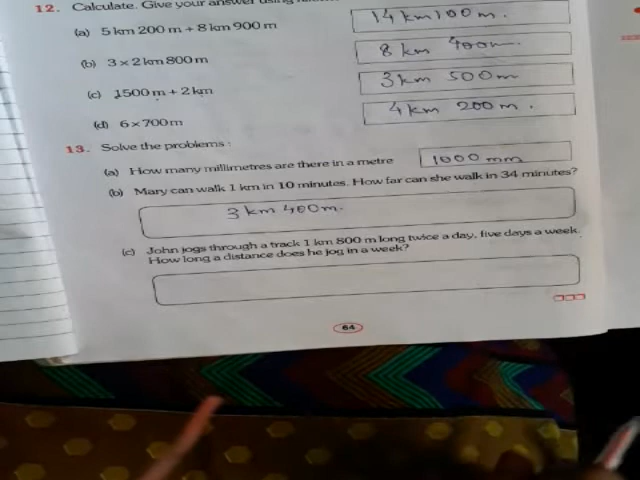 12. Calculate. Give your answer using
(a) 5 km 200 m + 8 km 900 m
14 km 100 m.
(b) 3 × 2 km 800 m
8 km 400m.
(c) 1500 m + 2 km
3 km 500 m
(d) 6 × 700 m
4 km 200 m.
13. Solve the problems :
(a) How many millimetres are there in a metre
1000 mm
(b) Mary can walk 1 km in 10 minutes. How far can she walk in 34 minutes?
3 km 400m.
(c) John jogs through a track 1 km 800 m long twice a day, five days a week.
How long a distance does he jog in a week?
64